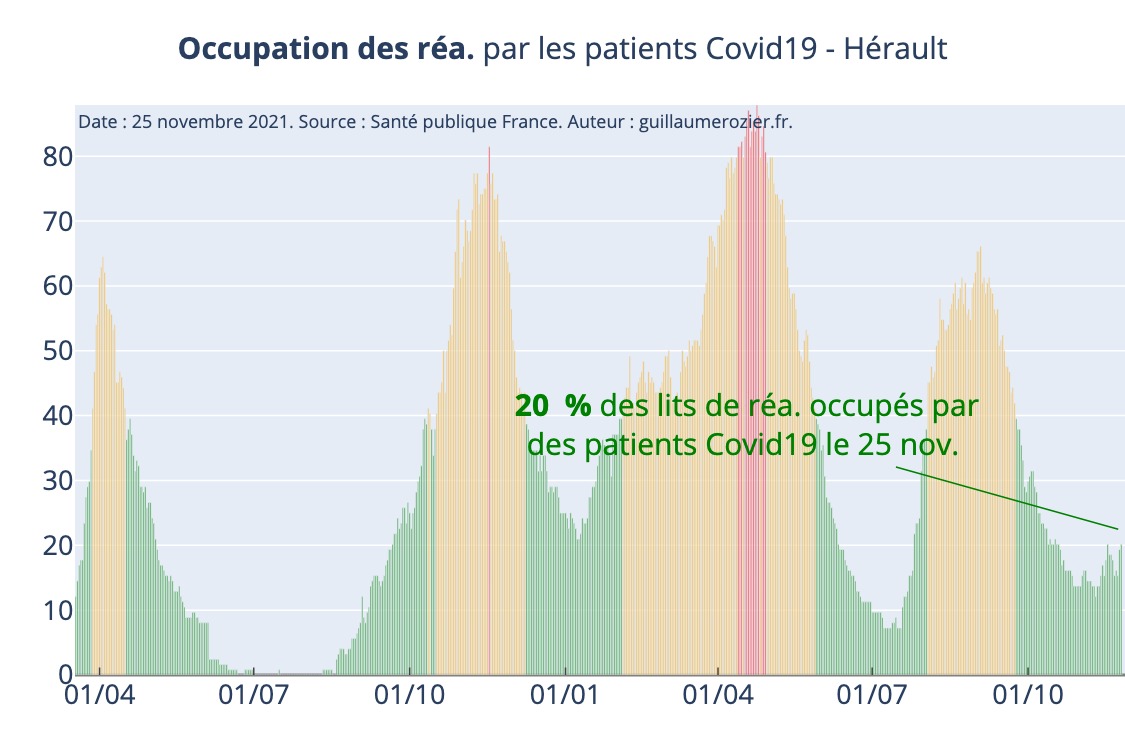 Occupation des réa. par les patients Covid19 - Hérault
Date : 25 novembre 2021. Source : Santé publique France. Auteur : guillaumerozier.fr.
80
70
60
50
40
30
20
10
0
20  % des lits de réa. occupés par
des patients Covid19 le 25 nov.
01/04 01/07 01/10 01/01 01/04 01/07 01/10